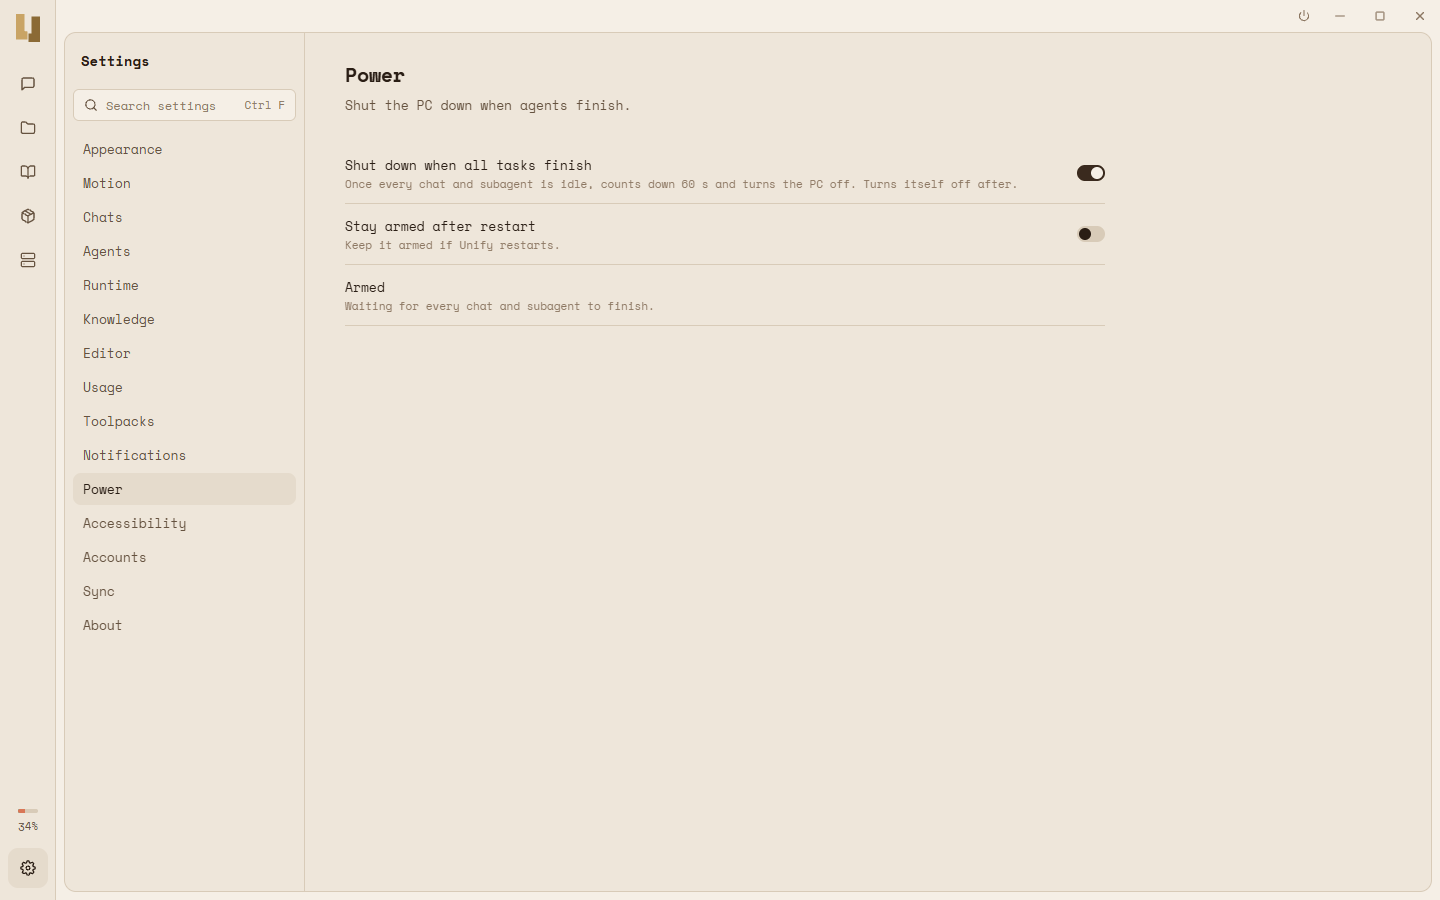 Settings
Search settings Ctrl F
Appearance
Motion
Chats
Agents
Runtime
Knowledge
Editor
Usage
Toolpacks
Notifications
Power
Accessibility
Accounts
Sync
About
34%
Power
Shut the PC down when agents finish.
Shut down when all tasks finish
Once every chat and subagent is idle, counts down 60 s and turns the PC off. Turns itself off after.
Stay armed after restart
Keep it armed if Unify restarts.
Armed
Waiting for every chat and subagent to finish.